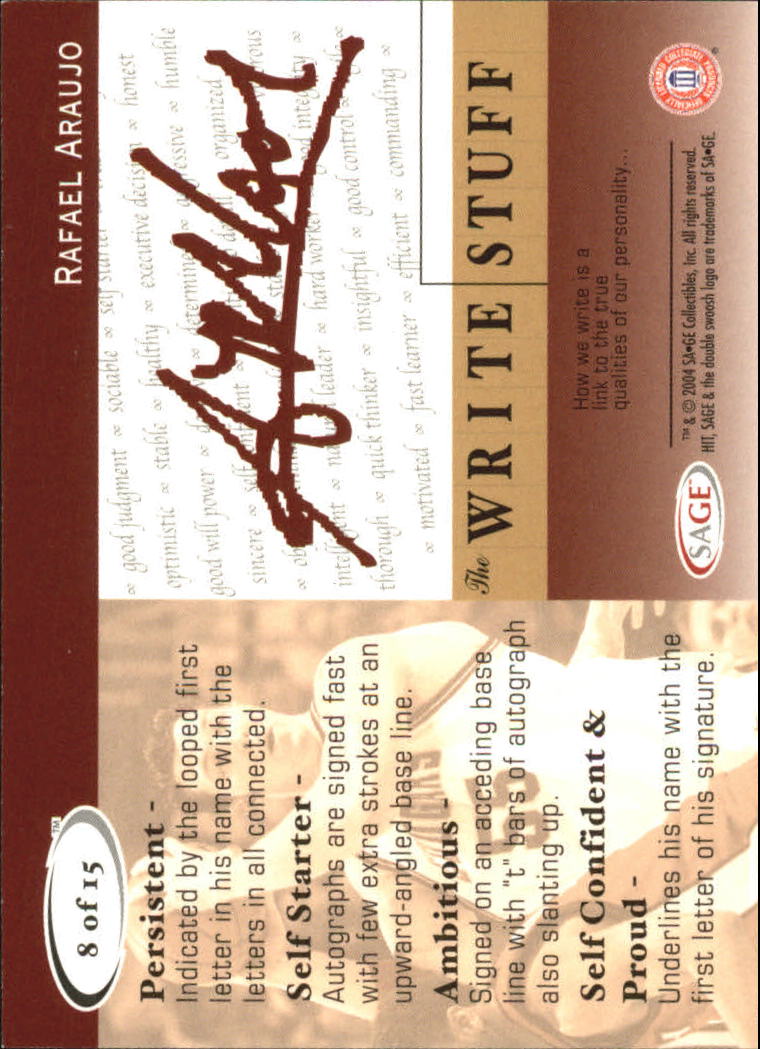 8 of 15
TM
RAFAEL ARAUJO
Persistent -
Indicated by the looped first
letter in his name with the
letters in all connected.
Self Starter -
Autographs are signed fast
with few extra strokes at an
upward-angled base line.
Ambitious -
Signed on an acceding base
line with "t" bars of autograph
also slanting up.
Self Confident &
Proud -
Underlines his name with the
first letter of his signature.
∞ good judgment ∞ sociable ∞ self starter ∞ honest
optimistic ∞ stable ∞ healthy ∞ executive decision ∞ humble
good will power ∞ determined ∞ organized
sincere ∞
∞ good integrity ∞
leader ∞ hard worker
thorough ∞ quick thinker ∞ insightful ∞ good control ∞
∞ motivated ∞ fast learner ∞ efficient ∞ commanding ∞
The WRITE STUFF
How we write is a
link to the true
qualities of our personality...
SAGE
™ & © 2004 SA•GE Collectibles, Inc. All rights reserved.
HIT, SAGE & the double swoosh logo are trademarks of SA•GE.
OFFICIALLY LICENSED COLLEGIATE PRODUCTS
®